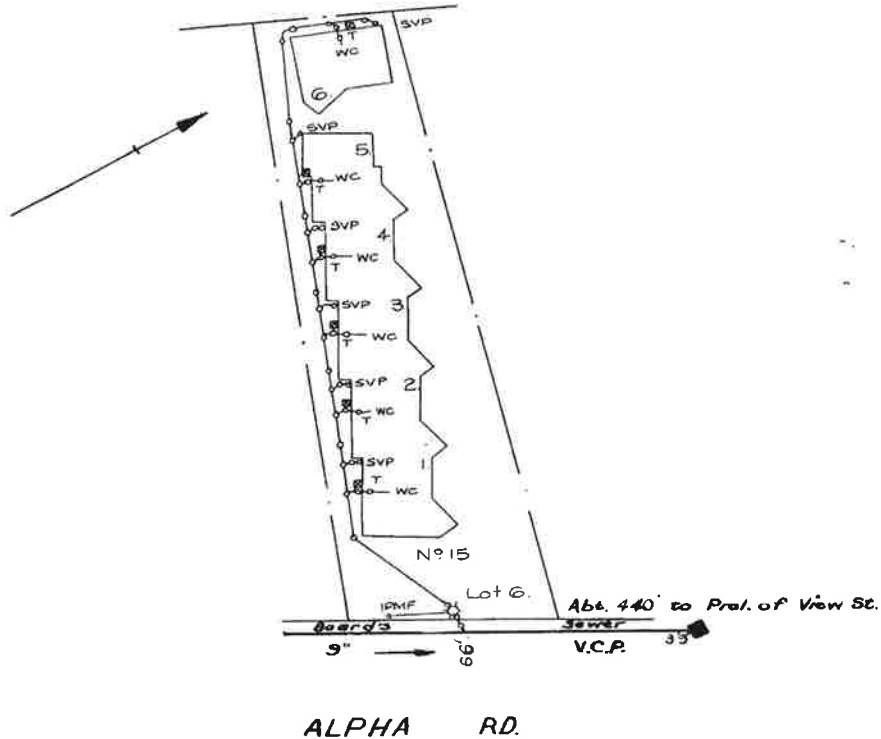 SVP
T
WC
6.
SVP
5.
WC
T
SVP
4
WC
T
SVP
3.
WC
T
SVP
2.
WC
T
SVP
1.
T
WC
Nº 15
Lot 6.
IPMF
Abt. 440' to Prol. of View St.
Board's Sewer
9" 66' V.C.P. 99'
ALPHA RD.